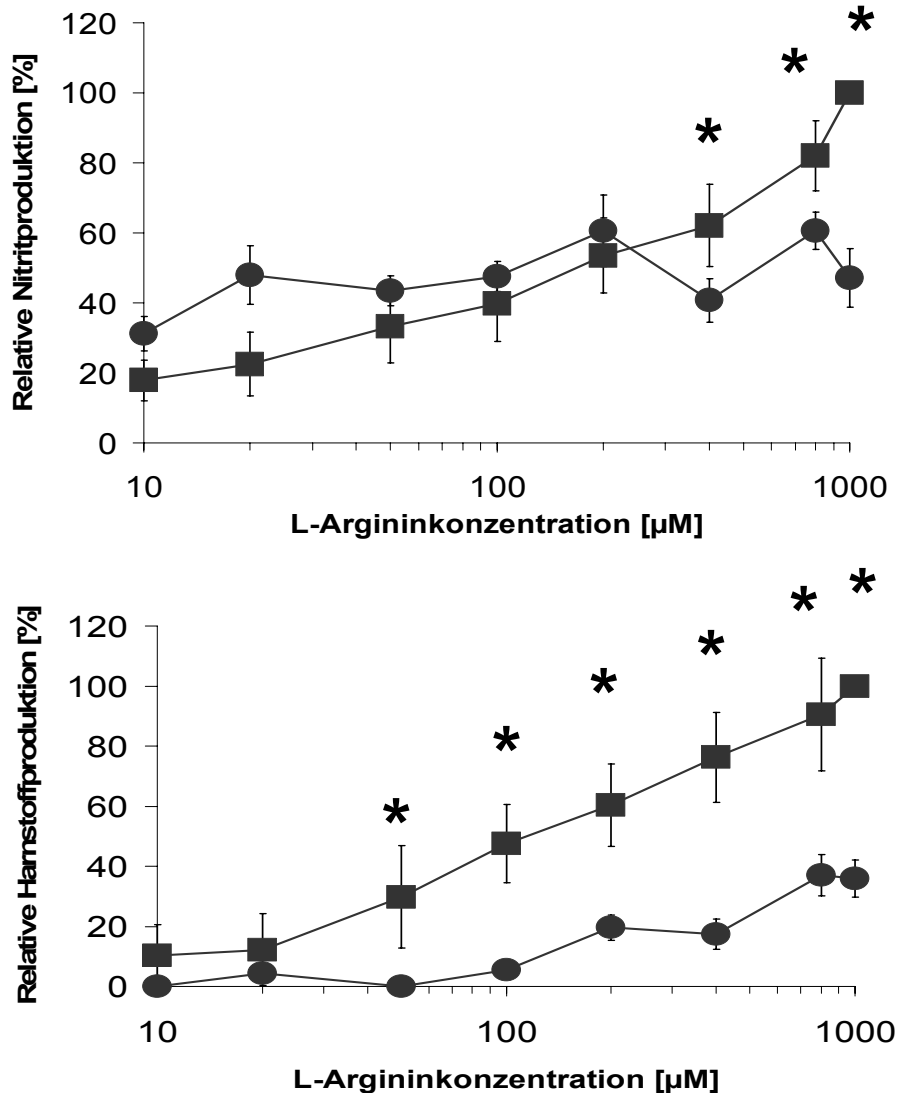 Relative Nitritproduktion [%]
120
100
80
60
40
20
0
10 100 1000
L-Argininkonzentration [µM]
* * *
Relative Harnstoffproduktion [%]
120
100
80
60
40
20
0
10 100 1000
L-Argininkonzentration [µM]
* * * * * *